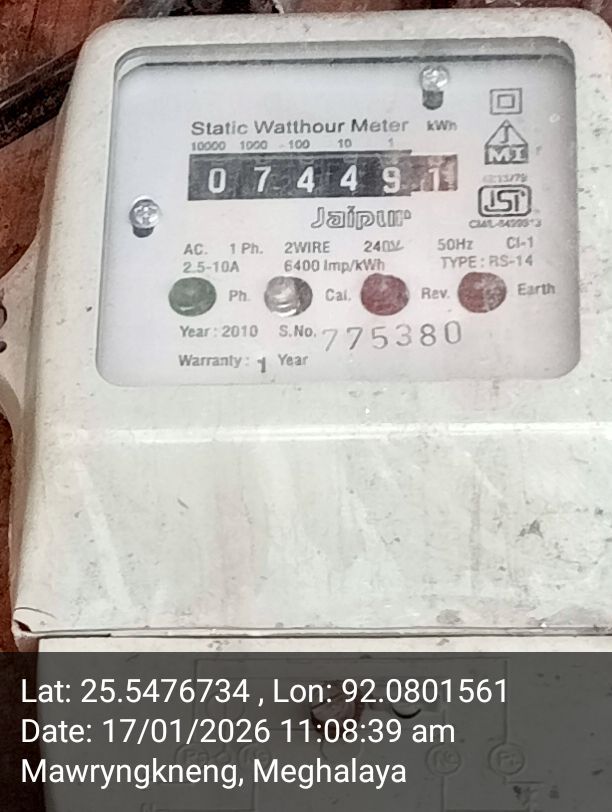 Static Watthour Meter kWh
10000 1000 100 10 1
0 7 4 4 9 1
MI
ISI
Jaipur
AC. 1 Ph. 2WIRE 240V 50Hz Cl-1
2.5-10A 6400 Imp/kWh TYPE : RS-14
Ph. Cal. Rev. Earth
Year : 2010 S.No. 775380
Warranty : 1 Year
Lat: 25.5476734 , Lon: 92.0801561
Date: 17/01/2026 11:08:39 am
Mawryngkneng, Meghalaya